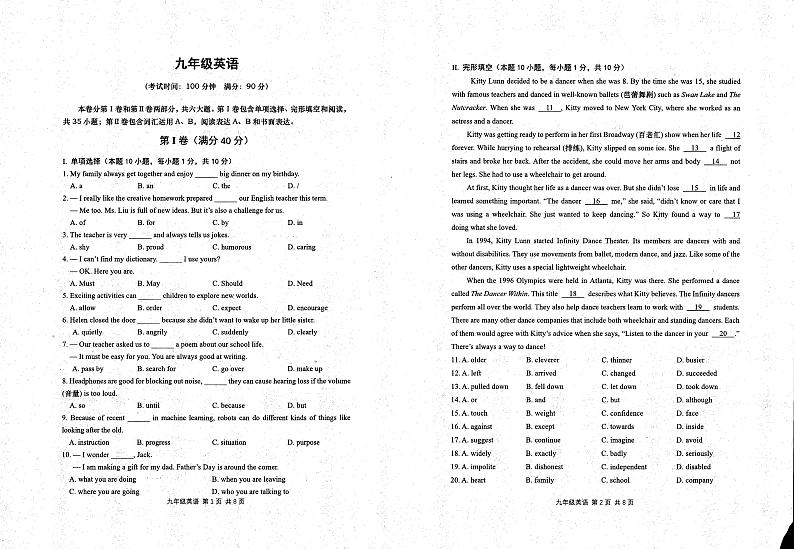 九年级英语
(考试时间：100 分钟 满分：90 分)
本卷分第Ⅰ卷和第Ⅱ卷两部分，共六大题。第Ⅰ卷包含单项选择、完形填空和阅读，
共 35 小题；第Ⅱ卷包含词汇运用 A、B，阅读表达 A、B 和书面表达。
第Ⅰ卷（满分 40 分）
I. 单项选择（本题 10 小题，每小题 1 分，共 10 分）
1. My family always get together and enjoy ______ big dinner on my birthday.
A. a B. an C. the D. /
2. — I really like the creative homework prepared ______ our English teacher this term.
— Me too. Ms. Liu is full of new ideas. But it's also a challenge for us.
A. of B. for C. by D. in
3. The teacher is very ______ and always tells us jokes.
A. shy B. proud C. humorous D. caring
4. — I can't find my dictionary. ______ I use yours?
— OK. Here you are.
A. Must B. May C. Should D. Need
5. Exciting activities can ______ children to explore new worlds.
A. allow B. order C. expect D. encourage
6. Helen closed the door ______ because she didn't want to wake up her little sister.
A. quietly B. angrily C. suddenly D. clearly
7. — Our teacher asked us to ______ a poem about our school life.
— It must be easy for you. You are always good at writing.
A. pass by B. search for C. go over D. make up
8. Headphones are good for blocking out noise, ______ they can cause hearing loss if the volume
(音量) is too loud.
A. so B. until C. because D. but
9. Because of recent ______ in machine learning, robots can do different kinds of things like
looking after the old.
A. instruction B. progress C. situation D. purpose
10. — I wonder ______, Jack.
— I am making a gift for my dad. Father's Day is around the corner.
A. what you are doing B. when you are leaving
C. where you are going D. who you are talking to
九年级英语 第 1 页 共 8 页
II. 完形填空（本题 10 小题，每小题 1 分，共 10 分）
Kitty Lunn decided to be a dancer when she was 8. By the time she was 15, she studied
with famous teachers and danced in well-known ballets (芭蕾舞剧) such as Swan Lake and The
Nutcracker. When she was 11 , Kitty moved to New York City, where she worked as an
actress and a dancer.
Kitty was getting ready to perform in her first Broadway (百老汇) show when her life 12
forever. While hurrying to rehearsal (排练), Kitty slipped on some ice. She 13 a flight of
stairs and broke her back. After the accident, she could move her arms and body 14 not
her legs. She had to use a wheelchair to get around.
At first, Kitty thought her life as a dancer was over. But she didn't lose 15 in life and
learned something important. "The dancer 16 me," she said, "didn't know or care that I
was using a wheelchair. She just wanted to keep dancing." So Kitty found a way to 17
doing what she loved.
In 1994, Kitty Lunn started Infinity Dance Theater. Its members are dancers with and
without disabilities. They use movements from ballet, modern dance, and jazz. Like some of the
other dancers, Kitty uses a special lightweight wheelchair.
When the 1996 Olympics were held in Atlanta, Kitty was there. She performed a dance
called The Dancer Within. This title 18 describes what Kitty believes. The Infinity dancers
perform all over the world. They also help dance teachers learn to work with 19 students.
There are many other dance companies that include both wheelchair and standing dancers. Each
of them would agree with Kitty's advice when she says, "Listen to the dancer in your 20 ."
There's always a way to dance!
11. A. older B. cleverer C. thinner D. busier
12. A. left B. arrived C. changed D. succeeded
13. A. pulled down B. fell down C. let down D. took down
14. A. or B. and C. but D. although
15. A. touch B. weight C. confidence D. face
16. A. against B. except C. towards D. inside
17. A. suggest B. continue C. imagine D. avoid
18. A. widely B. exactly C. badly D. seriously
19. A. impolite B. dishonest C. independent D. disabled
20. A. heart B. family C. school D. company
九年级英语 第 2 页 共 8 页